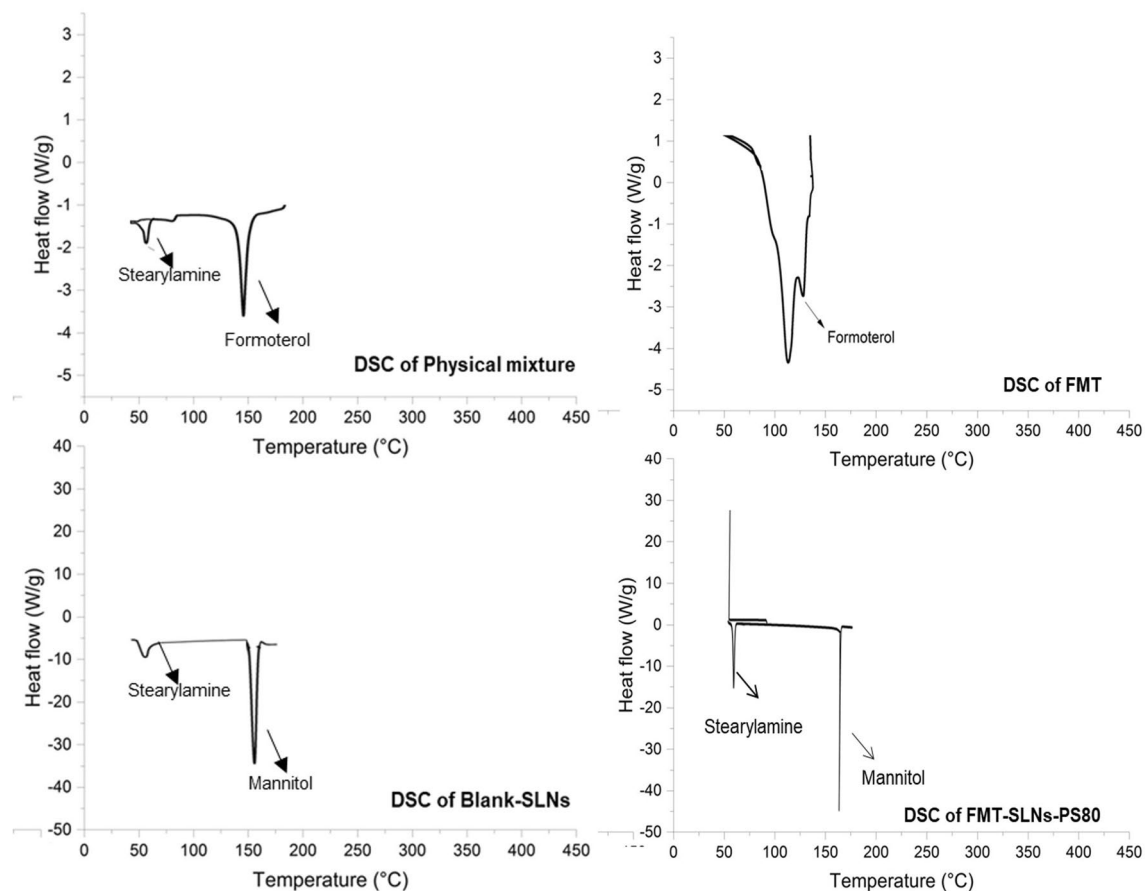 3
2
1
0
-1
-2
-3
-4
-5
Heat flow (W/g)
Stearylamine
Formoterol
DSC of Physical mixture
0 50 100 150 200 250 300 350 400 450
Temperature (°C)
3
2
1
0
-1
-2
-3
-4
-5
Heat flow (W/g)
Formoterol
DSC of FMT
0 50 100 150 200 250 300 350 400 450
Temperature (°C)
40
30
20
10
0
-10
-20
-30
-40
-50
Heat flow (W/g)
Stearylamine
Mannitol
DSC of Blank-SLNs
0 50 100 150 200 250 300 350 400 450
Temperature (°C)
40
30
20
10
0
-10
-20
-30
-40
-50
Heat flow (W/g)
Stearylamine
Mannitol
DSC of FMT-SLNs-PS80
0 50 100 150 200 250 300 350 400 450
Temperature (°C)